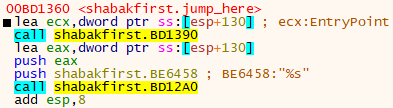 00BD1360 <shabakfirst.jump_here>
lea ecx,dword ptr ss:[esp+130] ; ecx:EntryPoint
call shabakfirst.BD1390
lea eax,dword ptr ss:[esp+130]
push eax
push shabakfirst.BE6458 ; BE6458:"%s"
call shabakfirst.BD12A0
add esp,8